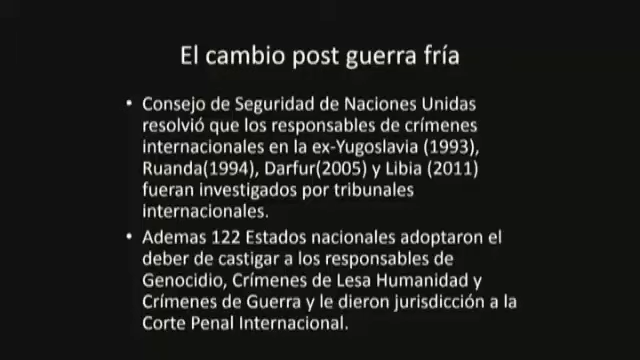 El cambio post guerra fría
• Consejo de Seguridad de Naciones Unidas
resolvió que los responsables de crímenes
internacionales en la ex-Yugoslavia (1993),
Ruanda(1994), Darfur(2005) y Libia (2011)
fueran investigados por tribunales
internacionales.
• Ademas 122 Estados nacionales adoptaron el
deber de castigar a los responsables de
Genocidio, Crímenes de Lesa Humanidad y
Crímenes de Guerra y le dieron jurisdicción a la
Corte Penal Internacional.